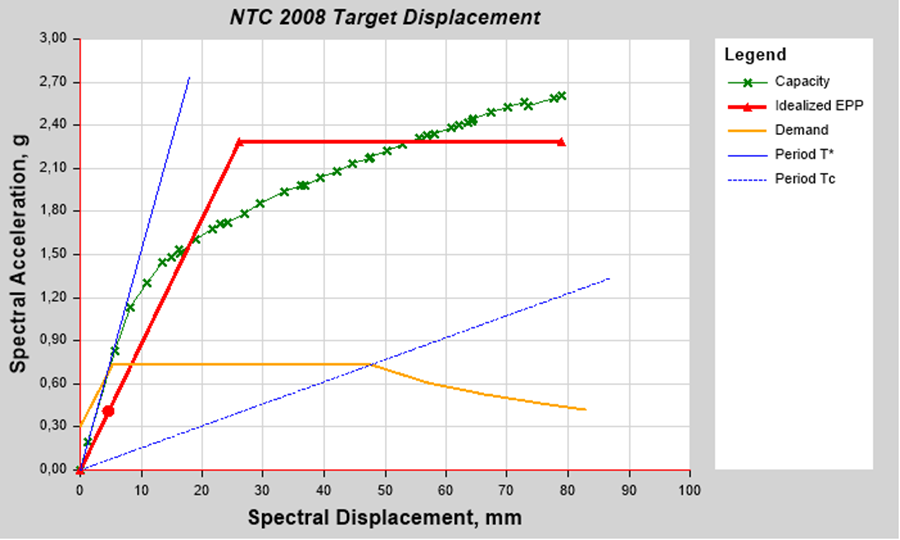 NTC 2008 Target Displacement
3,00
2,70
2,40
2,10
1,80
1,50
1,20
0,90
0,60
0,30
0,00
0 10 20 30 40 50 60 70 80 90 100
Spectral Acceleration, g
Spectral Displacement, mm
Legend
Capacity
Idealized EPP
Demand
Period T*
Period Tc